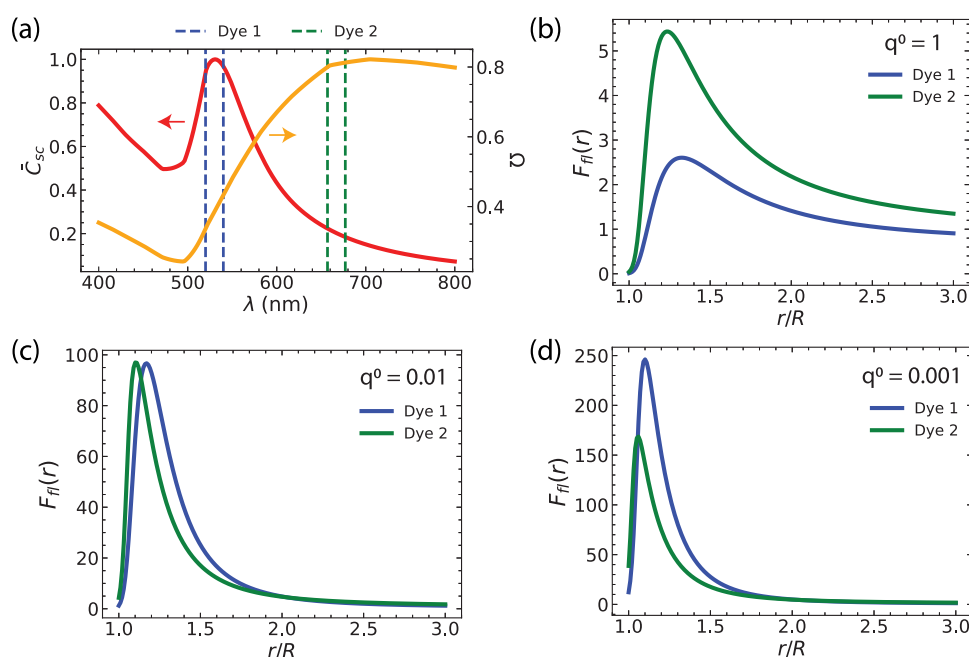 (a)
Dye 1
Dye 2
1.0
0.8
0.6
0.4
0.2
C̄sc
0.8
0.6
0.4
Ʊ
400
500
600
700
800
λ (nm)
(b)
q⁰ = 1
Dye 1
Dye 2
5
4
3
2
1
0
Ffl(r)
1.0
1.5
2.0
2.5
3.0
r/R
(c)
q⁰ = 0.01
Dye 1
Dye 2
100
80
60
40
20
0
Ffl(r)
1.0
1.5
2.0
2.5
3.0
r/R
(d)
q⁰ = 0.001
Dye 1
Dye 2
250
200
150
100
50
0
Ffl(r)
1.0
1.5
2.0
2.5
3.0
r/R